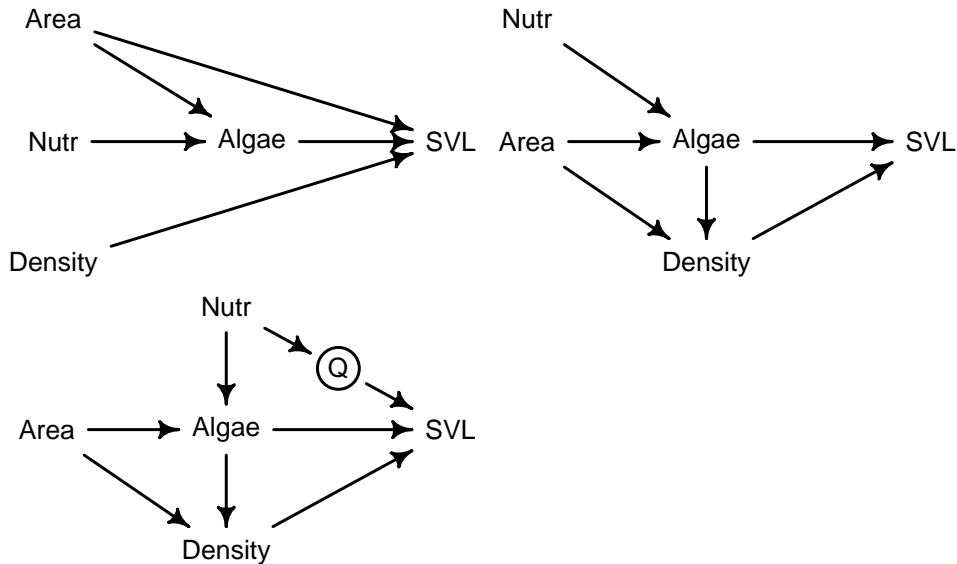 Area
Nutr
Algae
SVL
Density
Nutr
Area
Algae
SVL
Density
Nutr
Q
Area
Algae
SVL
Density